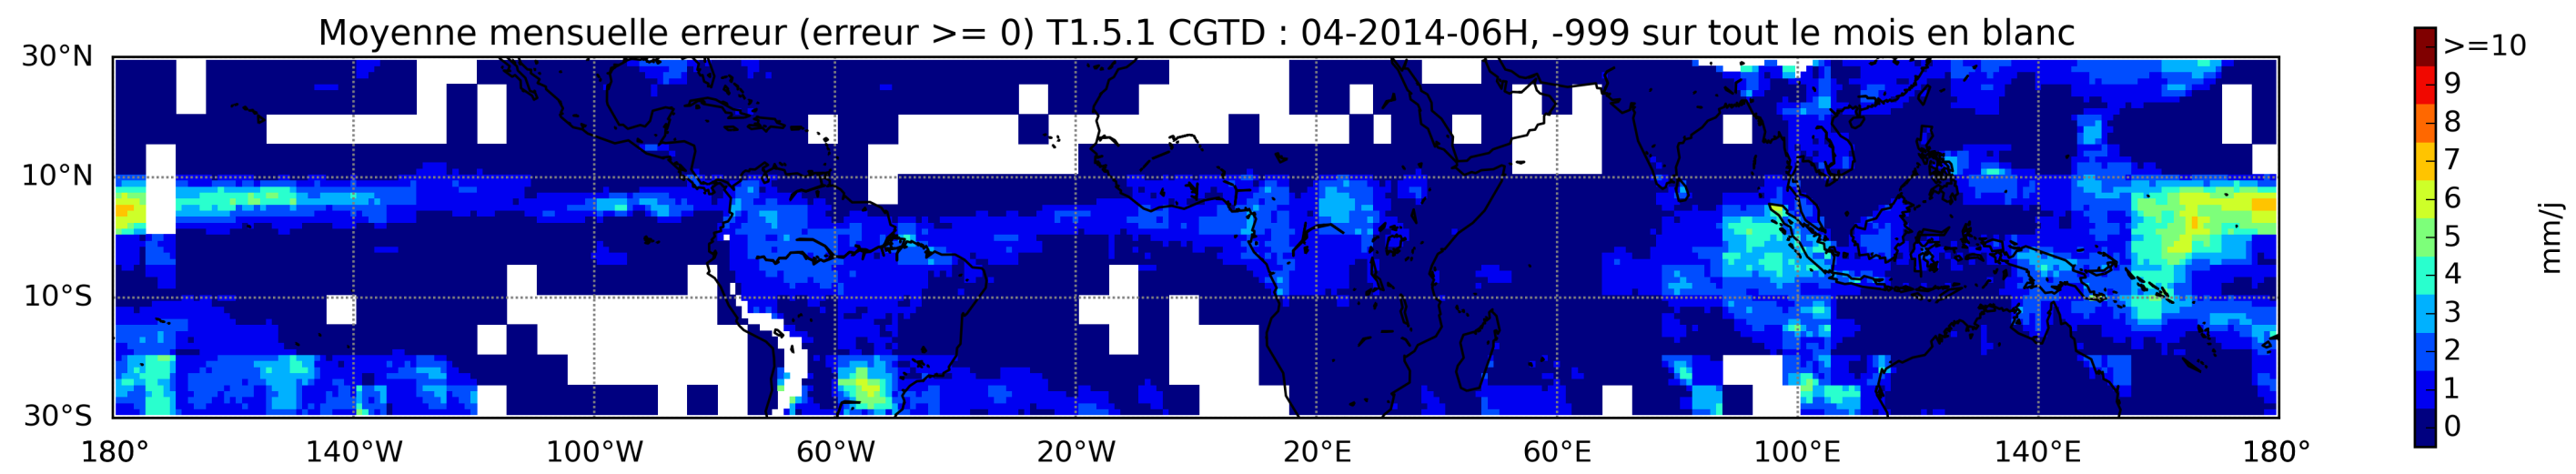 Moyenne mensuelle erreur (erreur >= 0) T1.5.1 CGTD : 04-2014-06H, -999 sur tout le mois en blanc
30°N
10°N
10°S
30°S
180° 140°W 100°W 60°W 20°W 20°E 60°E 100°E 140°E 180°
>=10
9
8
7
6
5
4
3
2
1
0
mm/j